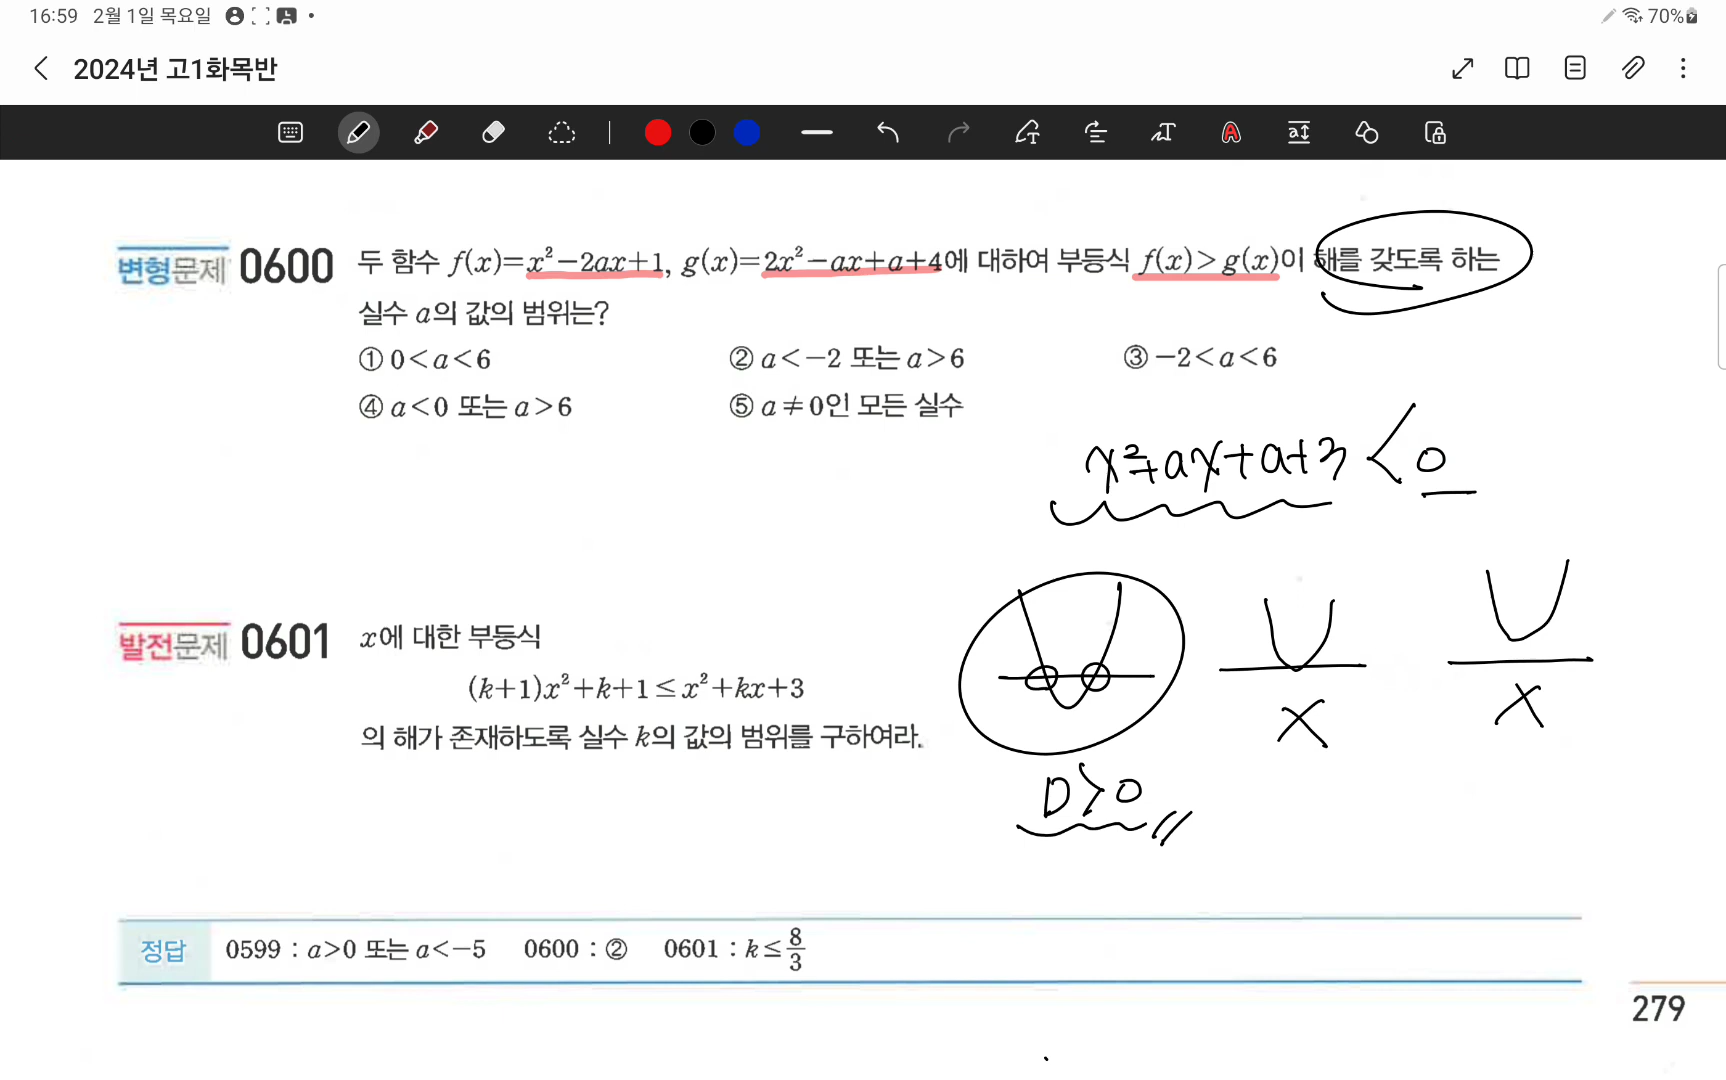 16:59 2월 1일 목요일
70%
2024년 고1화목반
변형문제 0600 두 함수 f(x)=x²−2ax+1, g(x)=2x²−ax+a+4에 대하여 부등식 f(x)>g(x)이 해를 갖도록 하는
실수 a의 값의 범위는?
① 0<a<6 ② a<−2 또는 a>6 ③ −2<a<6
④ a<0 또는 a>6 ⑤ a≠0인 모든 실수
x²+ax+a+3<0
발전문제 0601 x에 대한 부등식
(k+1)x²+k+1≤x²+kx+3
의 해가 존재하도록 실수 k의 값의 범위를 구하여라.
X X
D>0
정답 0599 : a>0 또는 a<−5 0600 : ② 0601 : k≤8/3
279